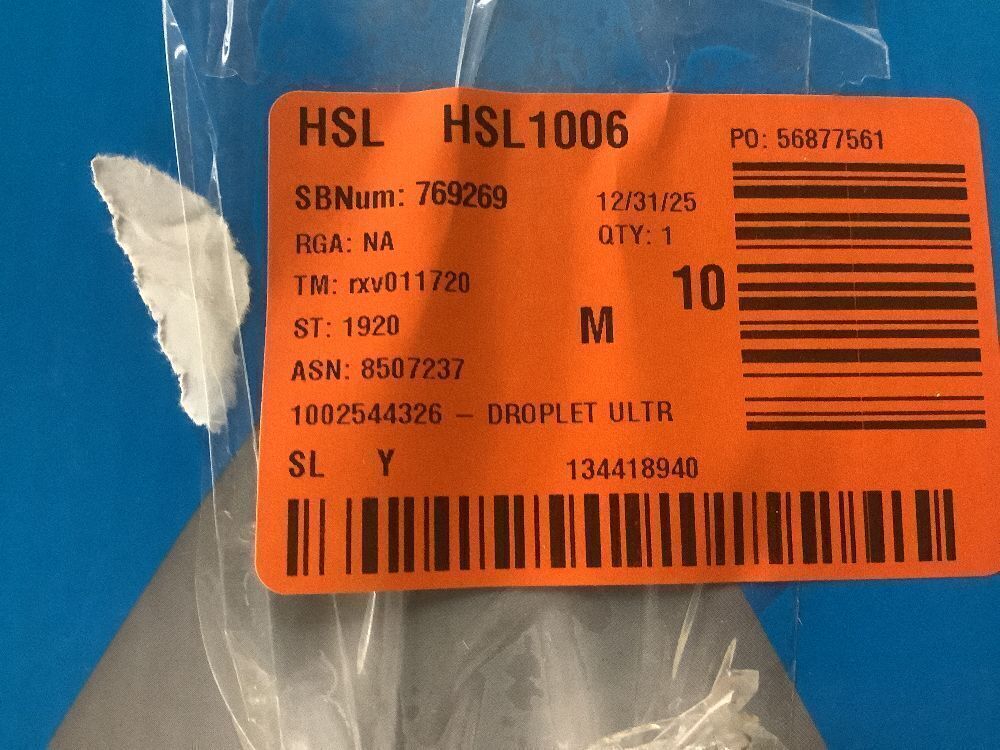 HSL HSL1006
PO: 56877561
SBNum: 769269
12/31/25
RGA: NA
QTY: 1
TM: rxv011720
10
ST: 1920
M
ASN: 8507237
1002544326 – DROPLET ULTR
SL Y 134418940